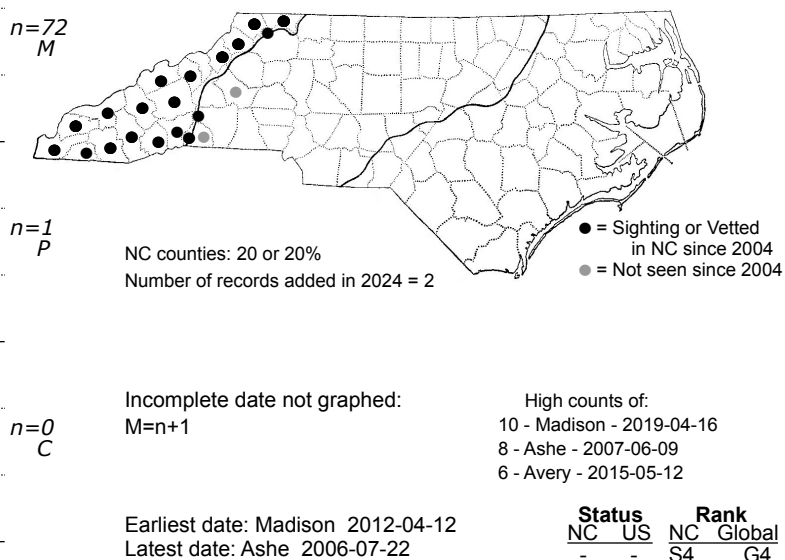 n=72
M
n=1
P
NC counties: 20 or 20%
Number of records added in 2024 = 2
● = Sighting or Vetted
in NC since 2004
● = Not seen since 2004
n=0
C
Incomplete date not graphed:
M=n+1
High counts of:
10 - Madison - 2019-04-16
8 - Ashe - 2007-06-09
6 - Avery - 2015-05-12
Earliest date: Madison 2012-04-12
Latest date: Ashe 2006-07-22
Status Rank
NC US NC Global
- - S4 G4